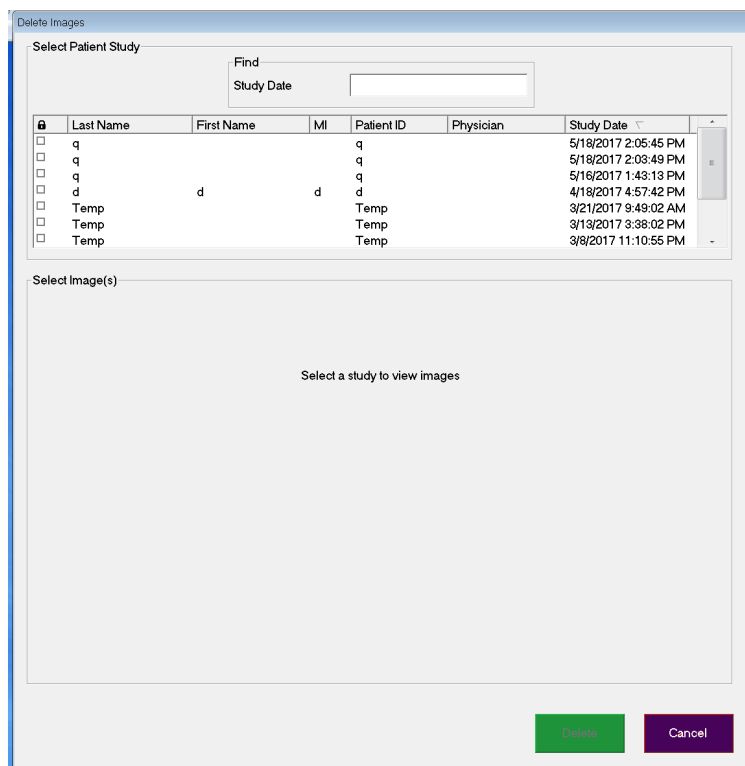 Delete Images
Select Patient Study
Find
Study Date
Last Name First Name MI Patient ID Physician Study Date
q q 5/18/2017 2:05:45 PM
q q 5/18/2017 2:03:49 PM
q q 5/16/2017 1:43:13 PM
d d d d 4/18/2017 4:57:42 PM
Temp Temp 3/21/2017 9:49:02 AM
Temp Temp 3/13/2017 3:38:02 PM
Temp Temp 3/8/2017 11:10:55 PM
Select Image(s)
Select a study to view images
Delete Cancel